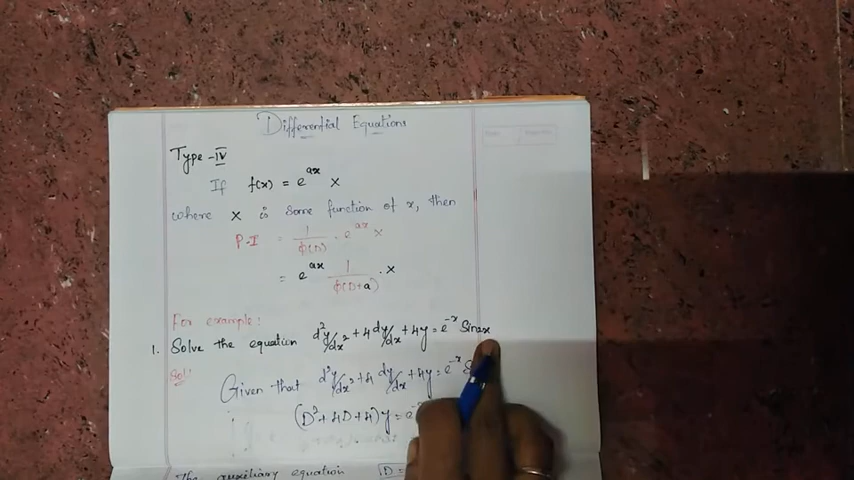 Differential Equations
Type - IV
If f(x) = e^{ax} X
where X is some function of x, then
P.I = 1/ϕ(D) . e^{ax} X
= e^{ax} 1/ϕ(D+a) . X
For example:
1. Solve the equation d²y/dx² + 4 dy/dx + 4y = e^{-x} Sinax
Sol:
Given that d²y/dx² + 4 dy/dx + 4y = e^{-x}
(D² + 4D + 4)y =
The auxiliary equation